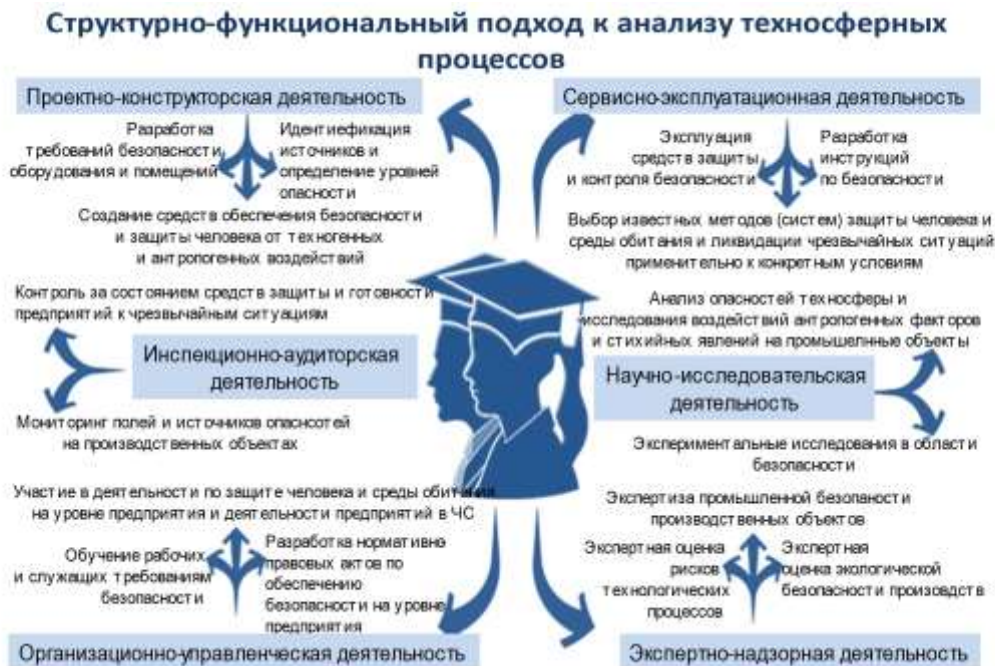 Структурно-функциональный подход к анализу техносферных
процессов
Проектно-конструкторская деятельность
Разработка
требований безопасности
оборудования и помещений
Идентиефикация
источников и
определение уровней
опасности
Создание средств обеспечения безопасности
и защиты человека от техногенных
и антропогенных воздействий
Сервисно-эксплуатационная деятельность
Эксплуация
средств защиты
и контроля безопасности
Разработка
инструкций
по безопасности
Выбор известных методов (систем) защиты человека и
среды обитания и ликвидации чрезвычайных ситуаций
применительно к конкретным условиям
Контроль за состоянием средств защиты и готовности
предприятий к чрезвычайным ситуациям
Инспекционно-аудиторская
деятельность
Мониторинг полей и источников опасносотей
на производственных объектах
Анализ опасностей техносферы и
исследования воздействий антропогенных факторов
и стихийных явлений на промышелнные объекты
Научно-исследовательская
деятельность
Экспериментальные исследования в области
безопасности
Участие в деятельности по защите человека и среды обитания
на уровне предприятия и деятельности предприятий в ЧС
Обучение рабочих
и служащих требованиям
безопасности
Разработка нормативно
правовых актов по
обеспечению
безопасности на уровне
предприятия
Организационно-управленческая деятельность
Экспертиза промышленной безопаности
производственных объектов
Экспертная оценка
рисков
технологических
процессов
Экспертная
оценка экологической
безопасности произовдств
Экспертно-надзорная деятельность